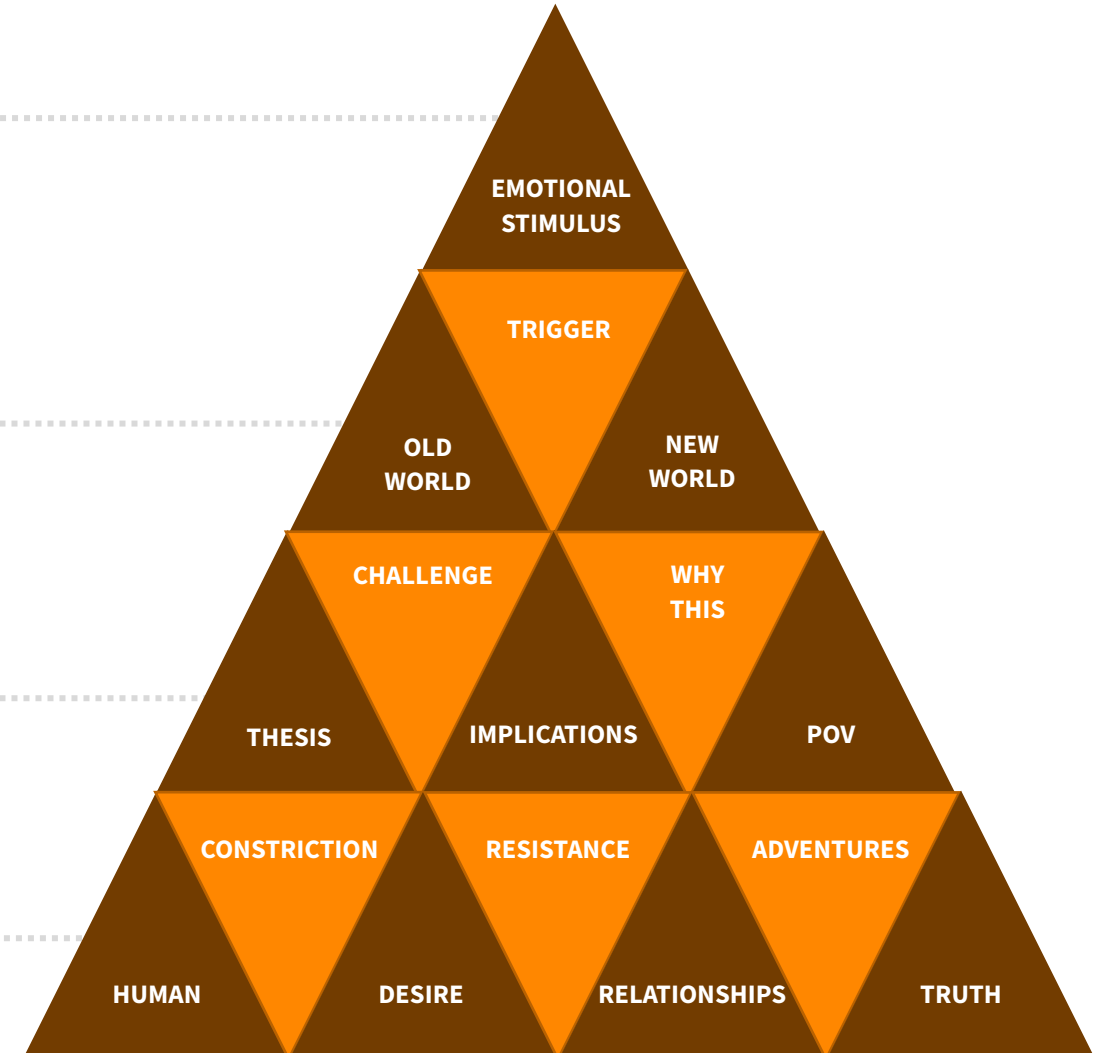 EMOTIONAL
STIMULUS
TRIGGER
OLD
WORLD
NEW
WORLD
CHALLENGE
WHY
THIS
THESIS
IMPLICATIONS
POV
CONSTRICTION
RESISTANCE
ADVENTURES
HUMAN
DESIRE
RELATIONSHIPS
TRUTH